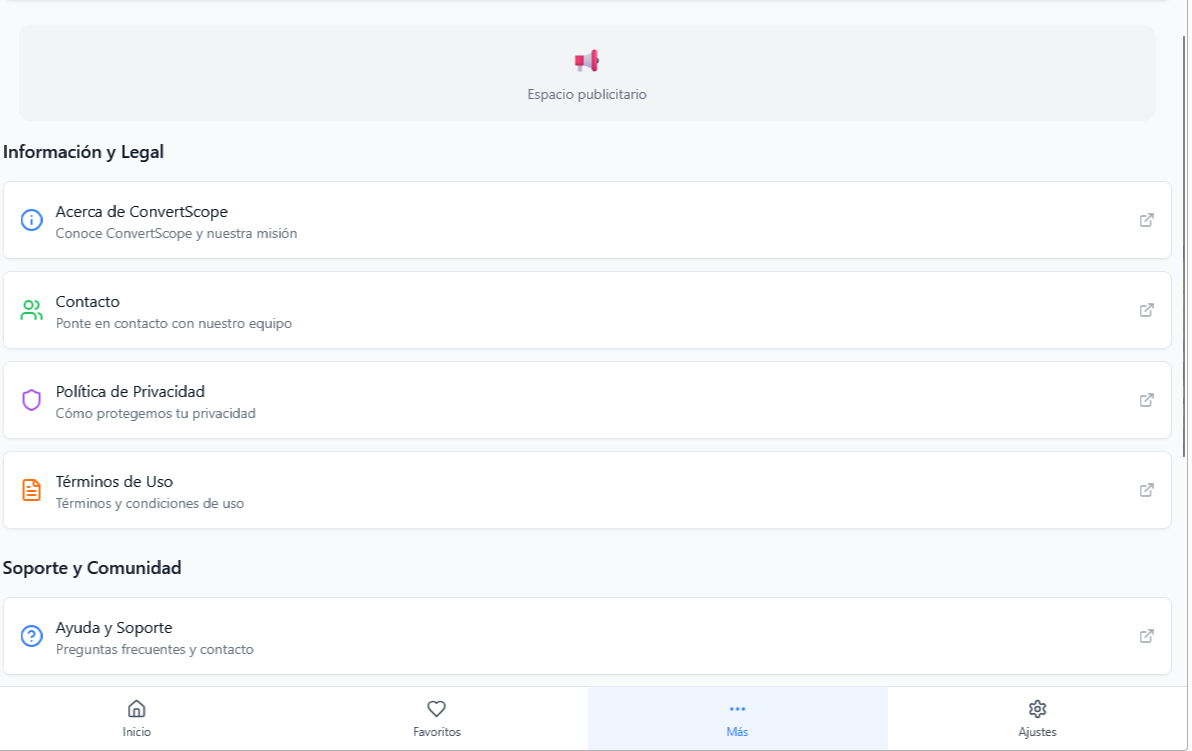 Espacio publicitario
Información y Legal
Acerca de ConvertScope
Conoce ConvertScope y nuestra misión
Contacto
Ponte en contacto con nuestro equipo
Política de Privacidad
Cómo protegemos tu privacidad
Términos de Uso
Términos y condiciones de uso
Soporte y Comunidad
Ayuda y Soporte
Preguntas frecuentes y contacto
Inicio
Favoritos
Más
Ajustes